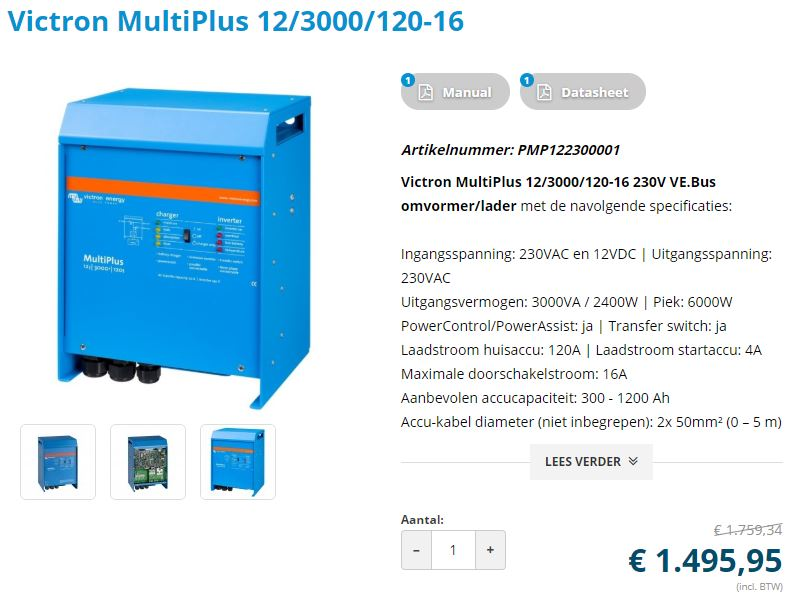 Victron MultiPlus 12/3000/120-16
1
Manual
1
Datasheet
Artikelnummer: PMP122300001
Victron MultiPlus 12/3000/120-16 230V VE.Bus
omvormer/lader met de navolgende specificaties:
Ingangsspanning: 230VAC en 12VDC | Uitgangsspanning:
230VAC
Uitgangsvermogen: 3000VA / 2400W | Piek: 6000W
PowerControl/PowerAssist: ja | Transfer switch: ja
Laadstroom huisaccu: 120A | Laadstroom startaccu: 4A
Maximale doorschakelstroom: 16A
Aanbevolen accucapaciteit: 300 - 1200 Ah
Accu-kabel diameter (niet inbegrepen): 2x 50mm² (0 – 5 m)
LEES VERDER
Aantal:
- 1 +
€ 1.759,34
€ 1.495,95
(incl. BTW)
victron energy
charger
inverter
MultiPlus